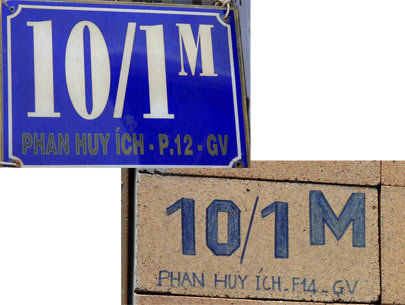 10/1M
PHAN HUY ÍCH - P.12 - GV
10/1M
PHAN HUY ÍCH - F14 - GV